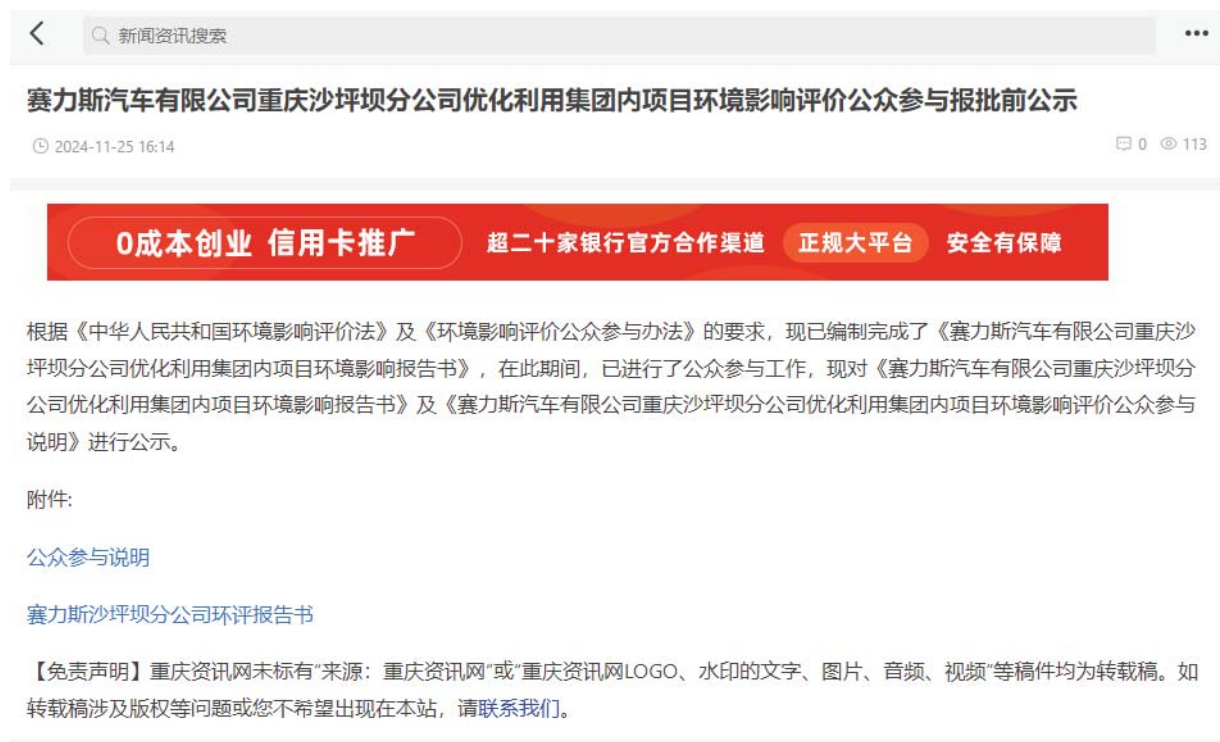 新闻资讯搜索
赛力斯汽车有限公司重庆沙坪坝分公司优化利用集团内项目环境影响评价公众参与报批前公示
2024-11-25 16:14
0 113
0成本创业 信用卡推广 超二十家银行官方合作渠道 正规大平台 安全有保障
根据《中华人民共和国环境影响评价法》及《环境影响评价公众参与办法》的要求，现已编制完成了《赛力斯汽车有限公司重庆沙
坪坝分公司优化利用集团内项目环境影响报告书》，在此期间，已进行了公众参与工作，现对《赛力斯汽车有限公司重庆沙坪坝分
公司优化利用集团内项目环境影响报告书》及《赛力斯汽车有限公司重庆沙坪坝分公司优化利用集团内项目环境影响评价公众参与
说明》进行公示。
附件:
公众参与说明
赛力斯沙坪坝分公司环评报告书
【免责声明】重庆资讯网未标有"来源：重庆资讯网"或"重庆资讯网LOGO、水印的文字、图片、音频、视频"等稿件均为转载稿。如
转载稿涉及版权等问题或您不希望出现在本站，请联系我们。